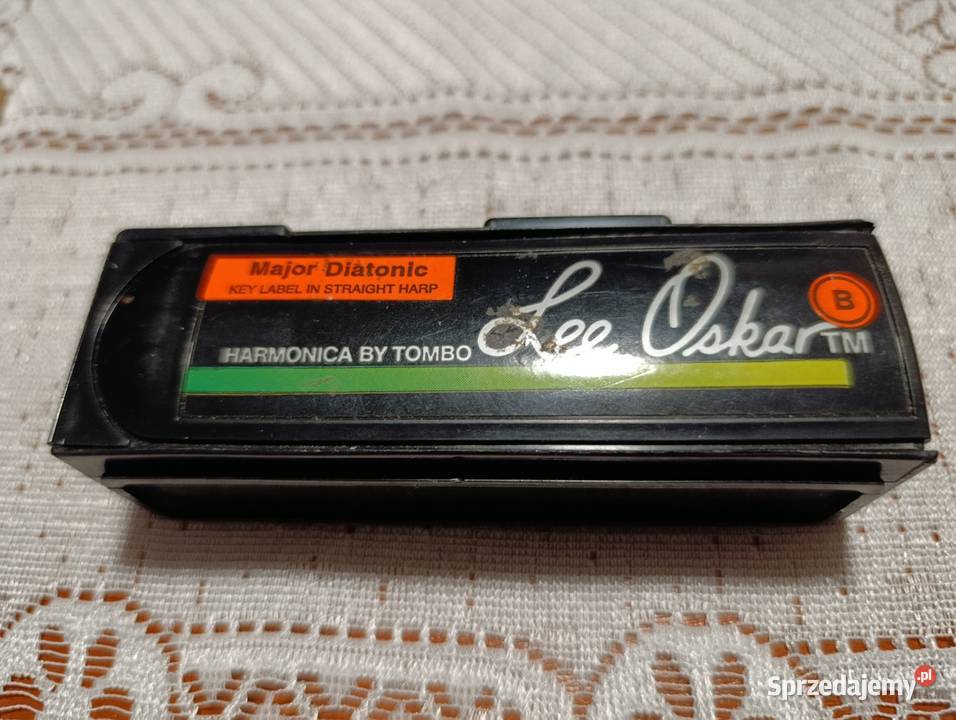 Major Diatonic
KEY LABEL IN STRAIGHT HARP
HARMONICA BY TOMBO
Lee Oskar TM
B
Sprzedajemy.pl